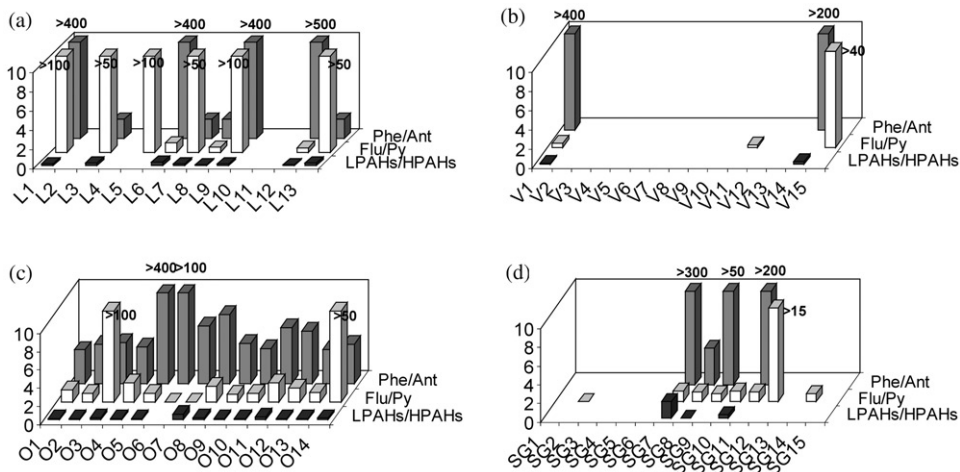 (a)
>400 >400 >400 >500
>100 >50 >100 >50 >100 >50
10
8
6
4
2
0
Phe/Ant
Flu/Py
LPAHs/HPAHs
L1 L2 L3 L4 L5 L6 L7 L8 L9 L10 L11 L12 L13
(b)
>400 >200
>40
10
8
6
4
2
0
Phe/Ant
Flu/Py
LPAHs/HPAHs
V1 V2 V3 V4 V5 V6 V7 V8 V9 V10 V11 V12 V13 V14 V15
(c)
>400 >100
>100 >50
10
8
6
4
2
0
Phe/Ant
Flu/Py
LPAHs/HPAHs
O1 O2 O3 O4 O5 O6 O7 O8 O9 O10 O11 O12 O13 O14
(d)
>300 >50 >200
>15
10
8
6
4
2
0
Phe/Ant
Flu/Py
LPAHs/HPAHs
SG1 SG2 SG3 SG4 SG5 SG6 SG7 SG8 SG9 SG10 SG11 SG12 SG13 SG14 SG15